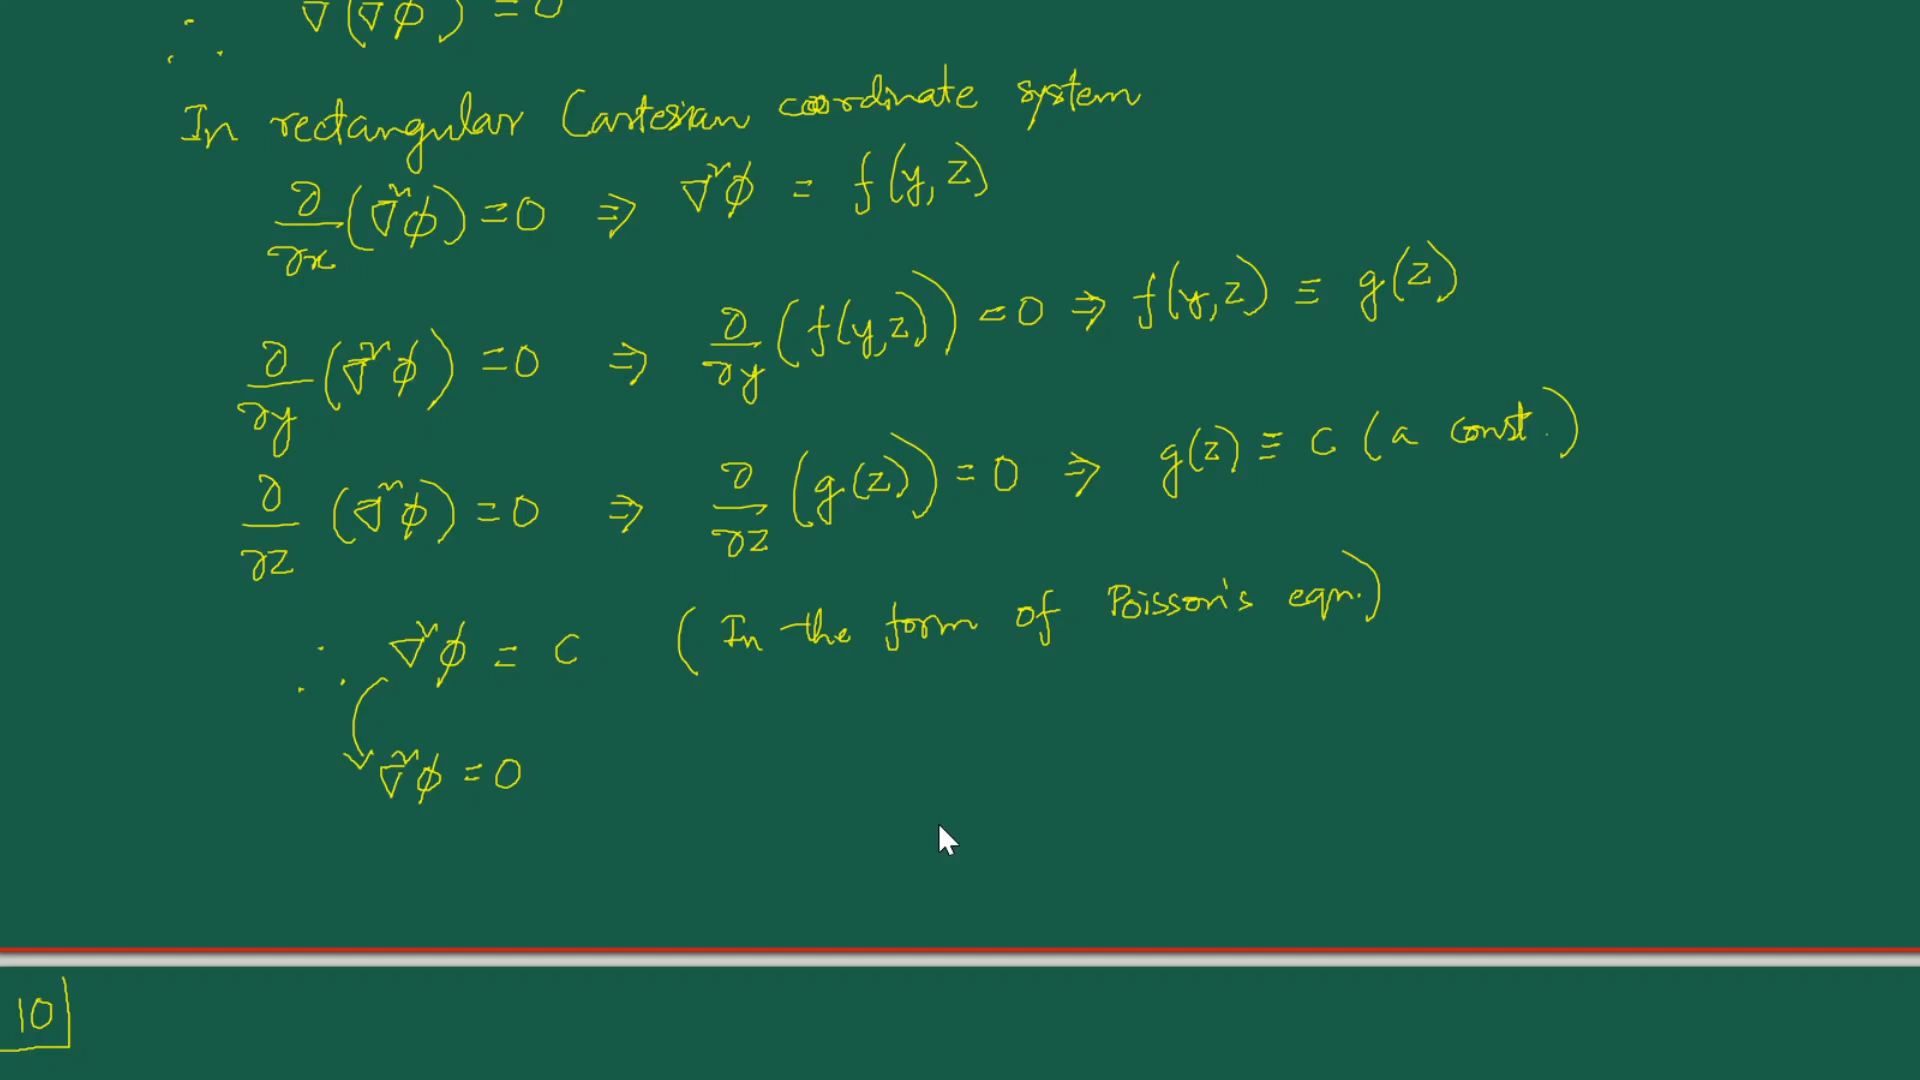 ∴ ∇(∇²φ) = 0
In rectangular Cartesian coordinate system
∂/∂x (∇²φ) = 0 ⇒ ∇²φ = f(y, z)
∂/∂y (∇²φ) = 0 ⇒ ∂/∂y (f(y,z)) = 0 ⇒ f(y,z) ≡ g(z)
∂/∂z (∇²φ) = 0 ⇒ ∂/∂z (g(z)) = 0 ⇒ g(z) ≡ C (a const.)
∴ ∇²φ = C (In the form of Poisson's eqn.)
∇²φ = 0
10